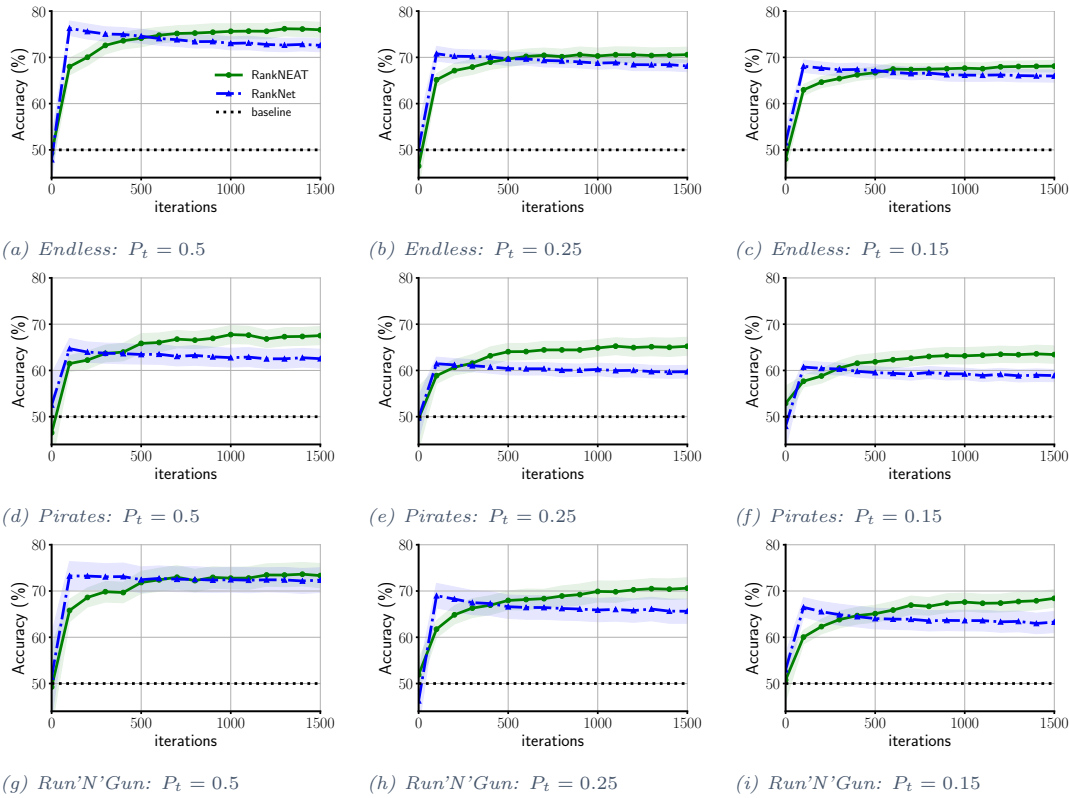 80
70
60
50
Accuracy (%)
RankNEAT
RankNet
baseline
0 500 1000 1500
iterations
80
70
60
50
Accuracy (%)
0 500 1000 1500
iterations
80
70
60
50
Accuracy (%)
0 500 1000 1500
iterations
(a) Endless: P_t = 0.5
(b) Endless: P_t = 0.25
(c) Endless: P_t = 0.15
80
70
60
50
Accuracy (%)
0 500 1000 1500
iterations
80
70
60
50
Accuracy (%)
0 500 1000 1500
iterations
80
70
60
50
Accuracy (%)
0 500 1000 1500
iterations
(d) Pirates: P_t = 0.5
(e) Pirates: P_t = 0.25
(f) Pirates: P_t = 0.15
80
70
60
50
Accuracy (%)
0 500 1000 1500
iterations
80
70
60
50
Accuracy (%)
0 500 1000 1500
iterations
80
70
60
50
Accuracy (%)
0 500 1000 1500
iterations
(g) Run'N'Gun: P_t = 0.5
(h) Run'N'Gun: P_t = 0.25
(i) Run'N'Gun: P_t = 0.15